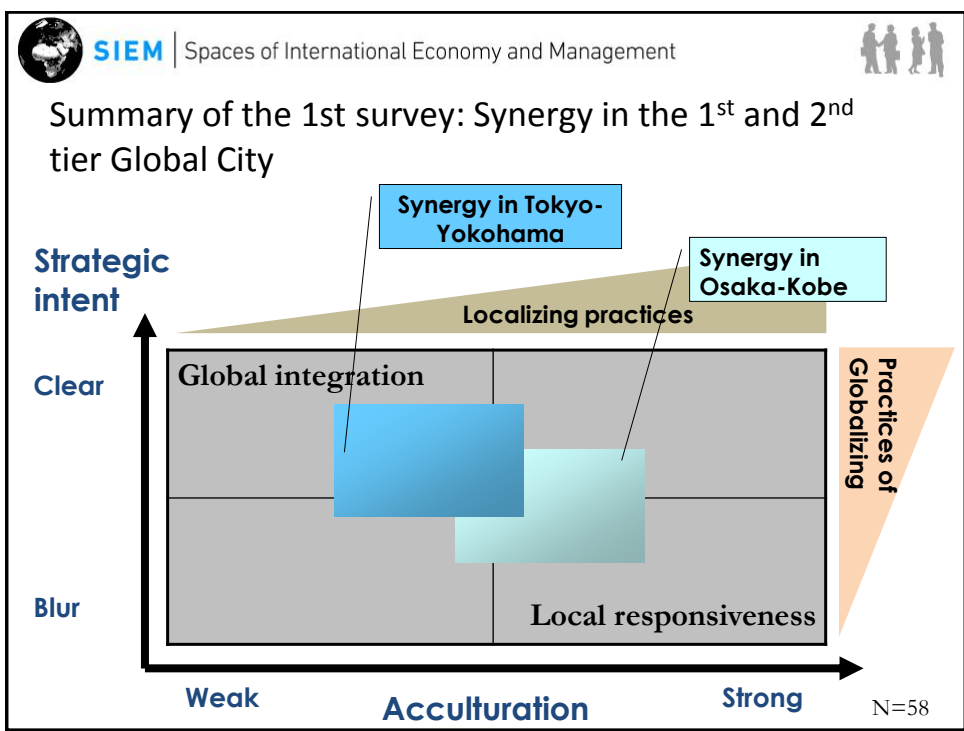 SIEM | Spaces of International Economy and Management
Summary of the 1st survey: Synergy in the 1st and 2nd
tier Global City
Synergy in Tokyo-
Yokohama
Synergy in
Osaka-Kobe
Strategic
intent
Localizing practices
Clear
Global integration
Practices of
Globalizing
Blur
Local responsiveness
Weak
Acculturation
Strong
N=58